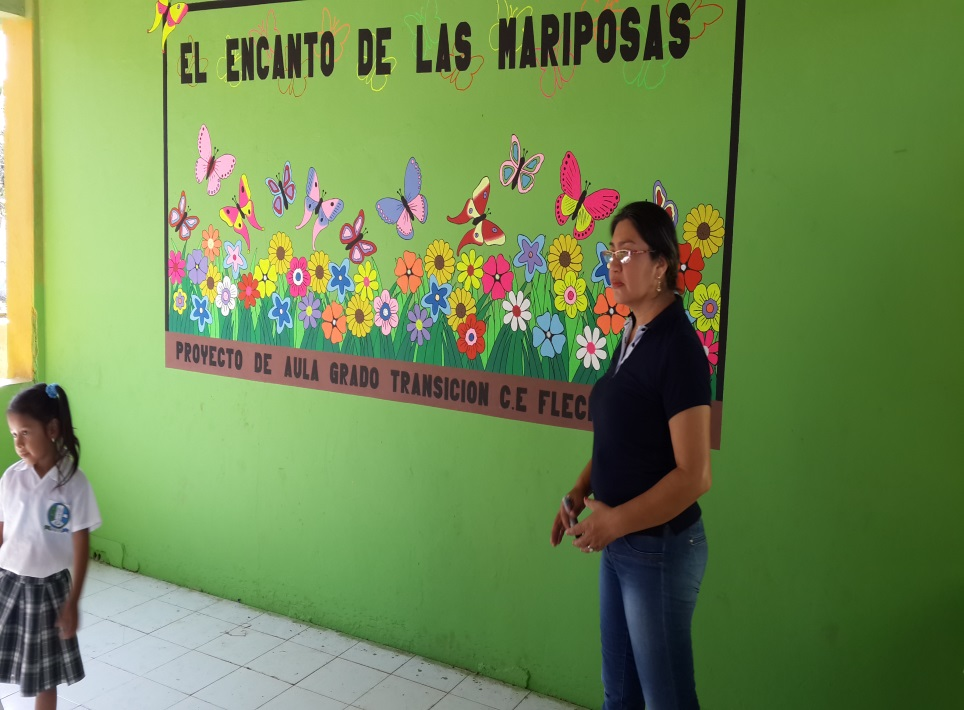 EL ENCANTO DE LAS MARIPOSAS
PROYECTO DE AULA GRADO TRANSICION C.E